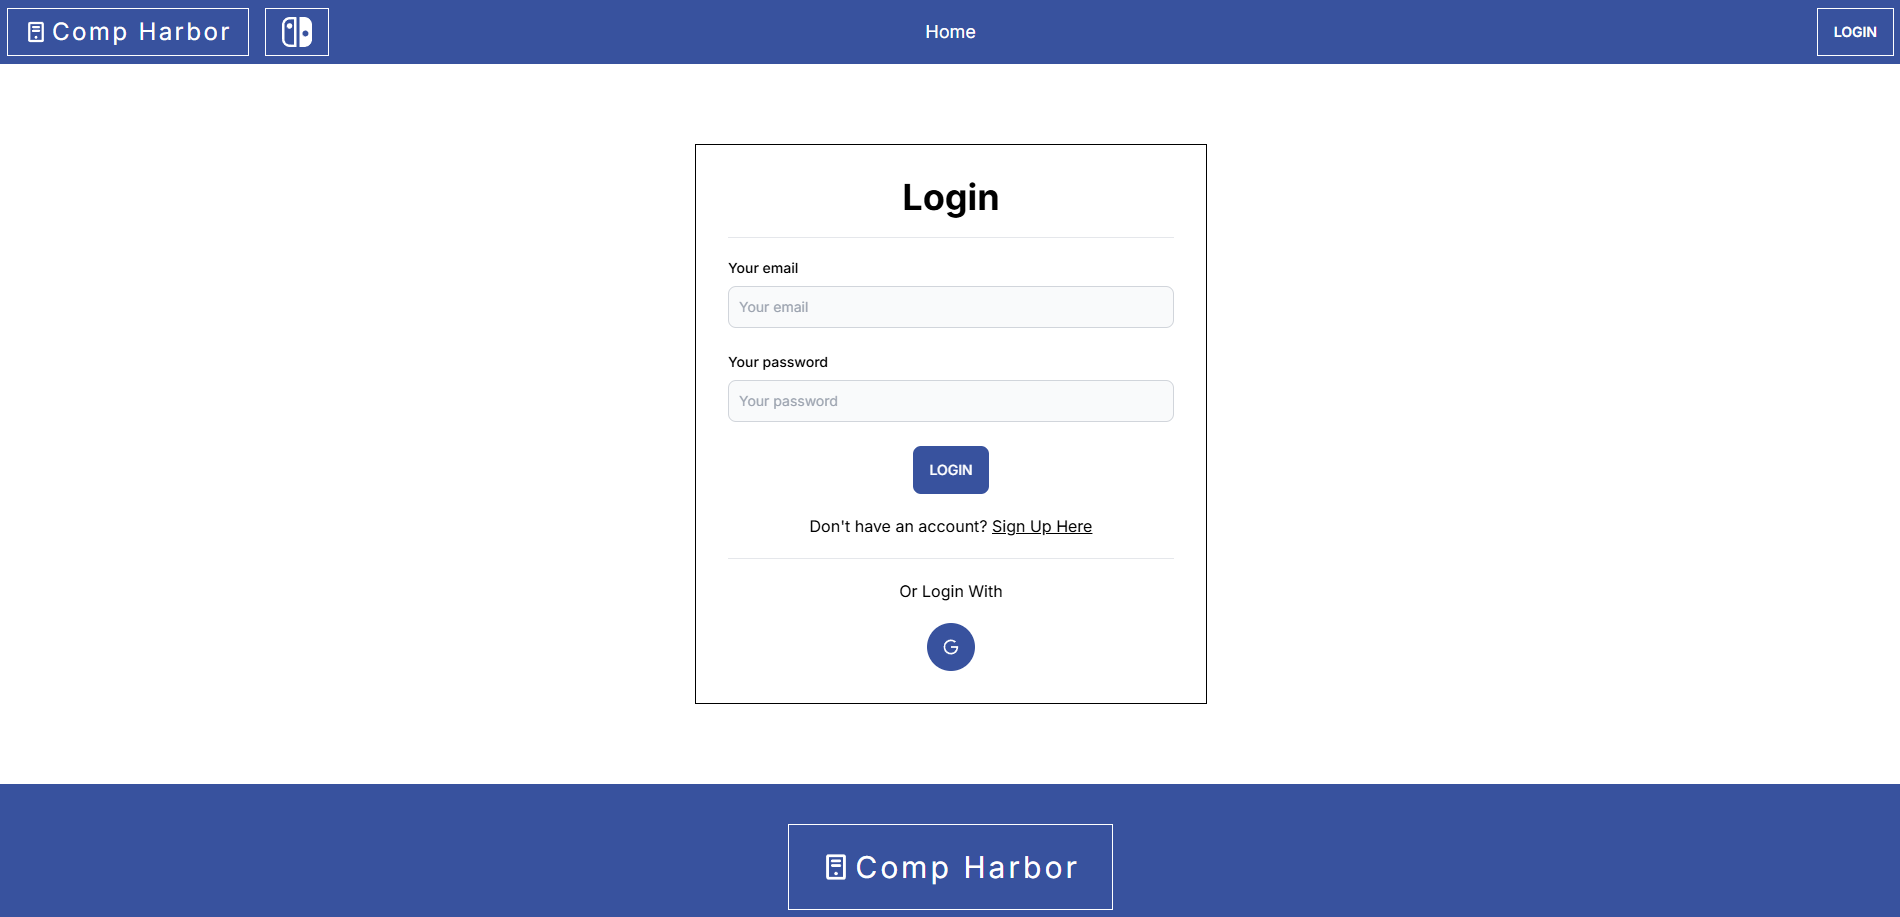 Comp Harbor
Home
LOGIN
Login
Your email
Your email
Your password
Your password
LOGIN
Don't have an account? Sign Up Here
Or Login With
G
Comp Harbor